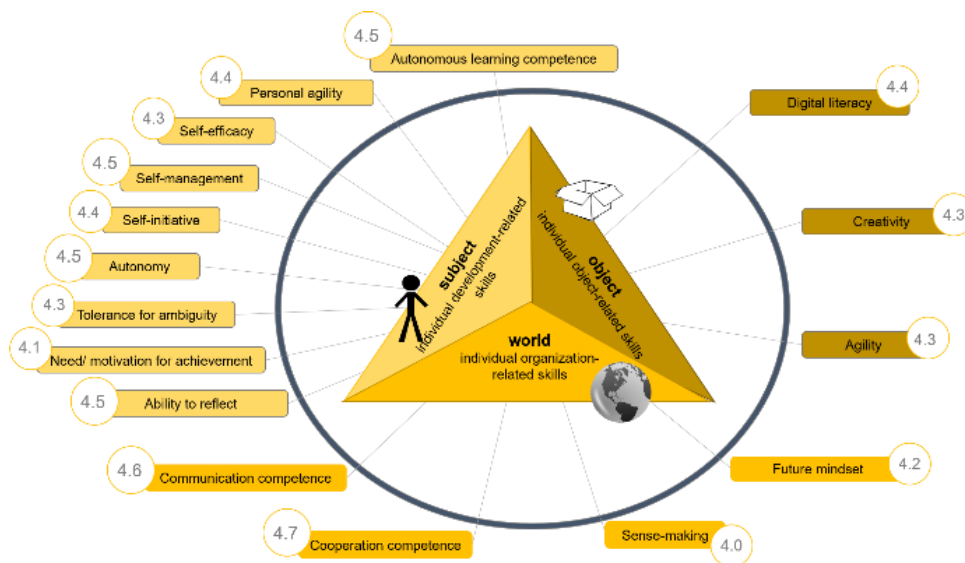 4.5
Autonomous learning competence
4.4
Personal agility
4.3
Self-efficacy
4.5
Self-management
4.4
Self-initiative
4.5
Autonomy
4.3
Tolerance for ambiguity
4.1
Need/ motivation for achievement
4.5
Ability to reflect
4.6
Communication competence
4.7
Cooperation competence
Sense-making
4.0
Future mindset
4.2
Agility
4.3
Creativity
4.3
Digital literacy
4.4
subject
individual development-related
skills
object
individual object-related skills
world
individual organization-
related skills